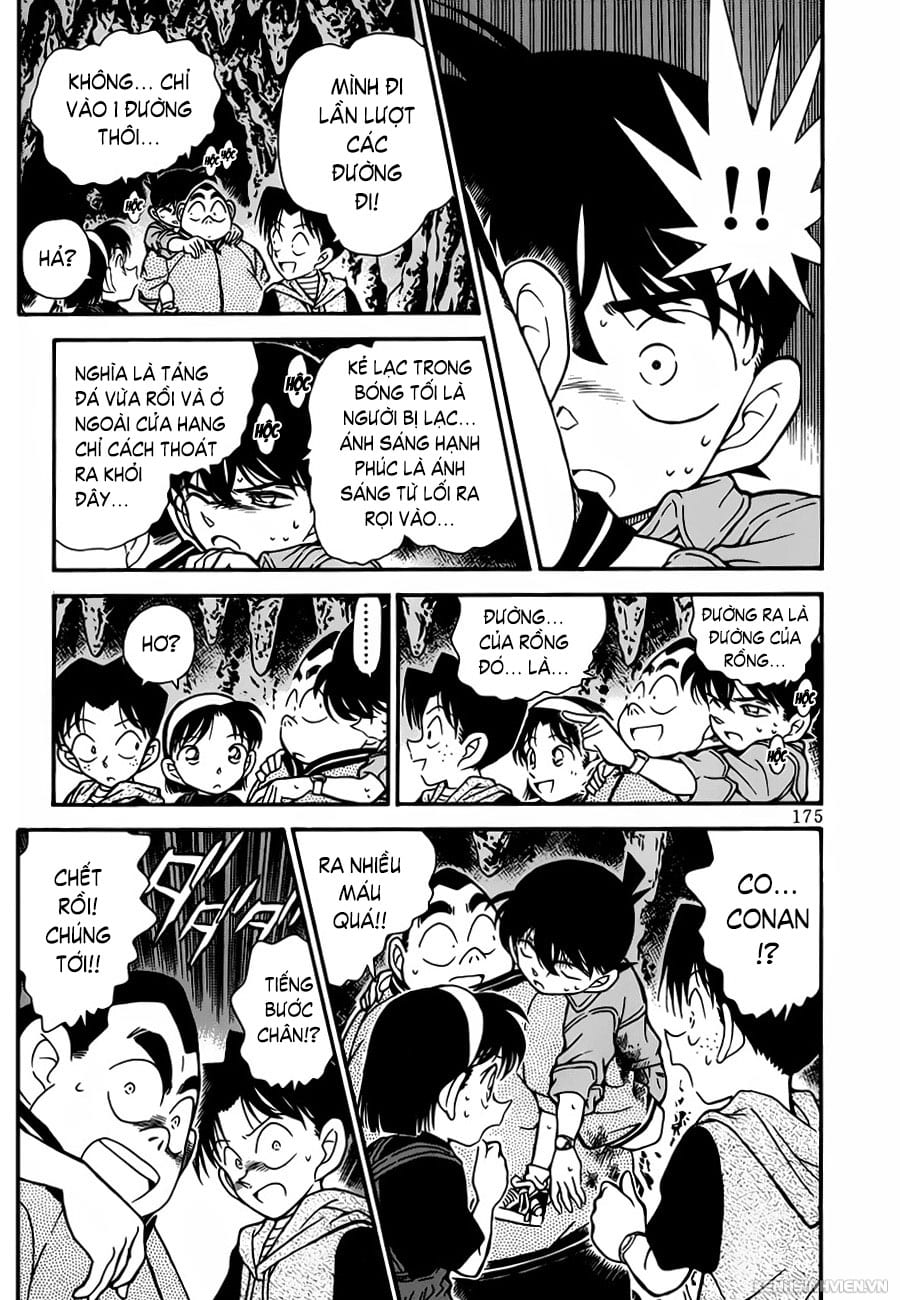 !!
MÌNH ĐI
LẦN LƯỢT
CÁC
ĐƯỜNG
ĐI!
KHÔNG... CHỈ
VÀO 1 ĐƯỜNG
THÔI...
HỘC
HỘC
HỘC
HẢ?
KẺ LẠC TRONG
BÓNG TỐI LÀ
NGƯỜI BỊ LẠC...
ÁNH SÁNG HẠNH
PHÚC LÀ ÁNH
SÁNG TỪ LỐI RA
RỌI VÀO...
HỘC
HỘC
NGHĨA LÀ TẢNG
ĐÁ VỪA RỒI VÀ Ở
NGOÀI CỬA HANG
CHỈ CÁCH THOÁT
RA KHỎI
ĐÂY...
ĐƯỜNG RA LÀ
ĐƯỜNG CỦA
RỒNG...
HỘC
HỘC
ĐƯỜNG...
CỦA RỒNG
ĐÓ... LÀ...
........
HƠ?
175
CO...
CONAN
!?
RA NHIỀU
MÁU
QUÁ!!
ダダダ
TIẾNG
BƯỚC
CHÂN!?
CHẾT
RỒI!
CHÚNG
TỚI!!